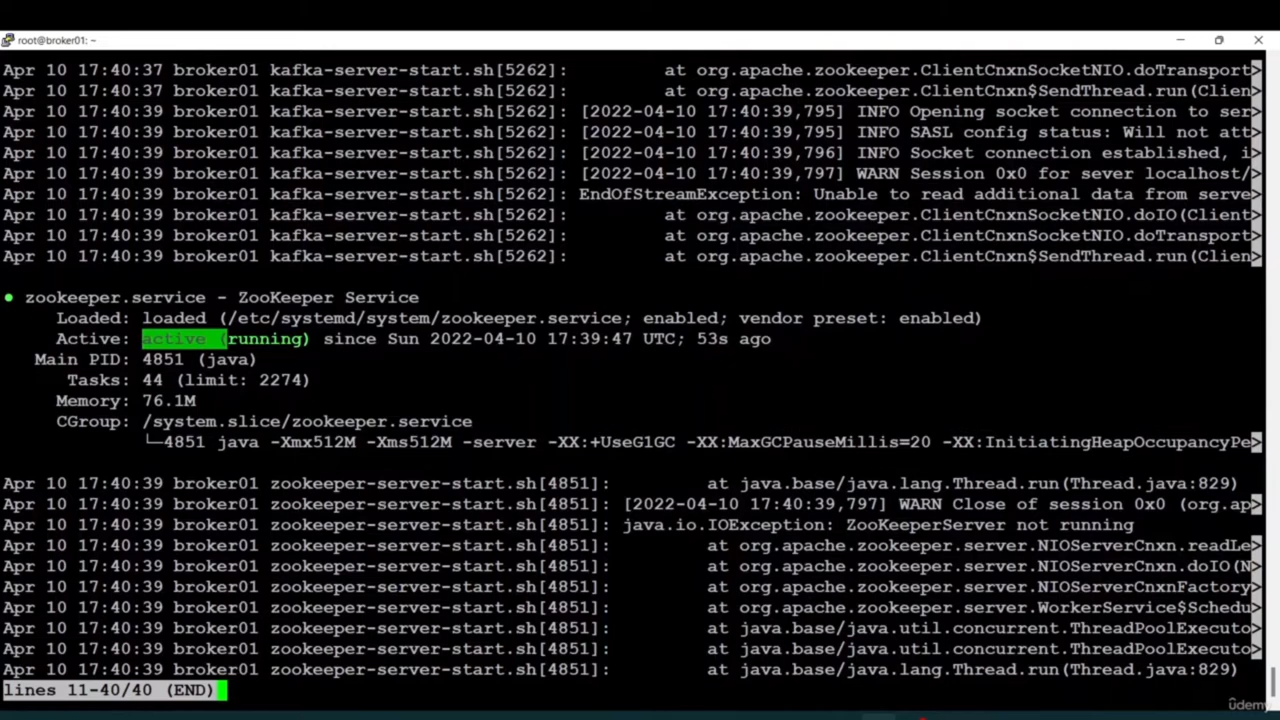 root@broker01: ~
Apr 10 17:40:37 broker01 kafka-server-start.sh[5262]:            at org.apache.zookeeper.ClientCnxnSocketNIO.doTransport>
Apr 10 17:40:37 broker01 kafka-server-start.sh[5262]:            at org.apache.zookeeper.ClientCnxn$SendThread.run(Clien>
Apr 10 17:40:39 broker01 kafka-server-start.sh[5262]: [2022-04-10 17:40:39,795] INFO Opening socket connection to ser>
Apr 10 17:40:39 broker01 kafka-server-start.sh[5262]: [2022-04-10 17:40:39,795] INFO SASL config status: Will not att>
Apr 10 17:40:39 broker01 kafka-server-start.sh[5262]: [2022-04-10 17:40:39,796] INFO Socket connection established, i>
Apr 10 17:40:39 broker01 kafka-server-start.sh[5262]: [2022-04-10 17:40:39,797] WARN Session 0x0 for sever localhost/>
Apr 10 17:40:39 broker01 kafka-server-start.sh[5262]: EndOfStreamException: Unable to read additional data from serve>
Apr 10 17:40:39 broker01 kafka-server-start.sh[5262]:            at org.apache.zookeeper.ClientCnxnSocketNIO.doIO(Client>
Apr 10 17:40:39 broker01 kafka-server-start.sh[5262]:            at org.apache.zookeeper.ClientCnxnSocketNIO.doTransport>
Apr 10 17:40:39 broker01 kafka-server-start.sh[5262]:            at org.apache.zookeeper.ClientCnxn$SendThread.run(Clien>
● zookeeper.service - ZooKeeper Service
Loaded: loaded (/etc/systemd/system/zookeeper.service; enabled; vendor preset: enabled)
Active: active (running) since Sun 2022-04-10 17:39:47 UTC; 53s ago
Main PID: 4851 (java)
Tasks: 44 (limit: 2274)
Memory: 76.1M
CGroup: /system.slice/zookeeper.service
└─4851 java -Xmx512M -Xms512M -server -XX:+UseG1GC -XX:MaxGCPauseMillis=20 -XX:InitiatingHeapOccupancyPe>
Apr 10 17:40:39 broker01 zookeeper-server-start.sh[4851]:            at java.base/java.lang.Thread.run(Thread.java:829)
Apr 10 17:40:39 broker01 zookeeper-server-start.sh[4851]: [2022-04-10 17:40:39,797] WARN Close of session 0x0 (org.ap>
Apr 10 17:40:39 broker01 zookeeper-server-start.sh[4851]: java.io.IOException: ZooKeeperServer not running
Apr 10 17:40:39 broker01 zookeeper-server-start.sh[4851]:            at org.apache.zookeeper.server.NIOServerCnxn.readLe>
Apr 10 17:40:39 broker01 zookeeper-server-start.sh[4851]:            at org.apache.zookeeper.server.NIOServerCnxn.doIO(N>
Apr 10 17:40:39 broker01 zookeeper-server-start.sh[4851]:            at org.apache.zookeeper.server.NIOServerCnxnFactory>
Apr 10 17:40:39 broker01 zookeeper-server-start.sh[4851]:            at org.apache.zookeeper.server.WorkerService$Schedu>
Apr 10 17:40:39 broker01 zookeeper-server-start.sh[4851]:            at java.base/java.util.concurrent.ThreadPoolExecuto>
Apr 10 17:40:39 broker01 zookeeper-server-start.sh[4851]:            at java.base/java.util.concurrent.ThreadPoolExecuto>
Apr 10 17:40:39 broker01 zookeeper-server-start.sh[4851]:            at java.base/java.lang.Thread.run(Thread.java:829)
lines 11-40/40 (END)
ûdemy